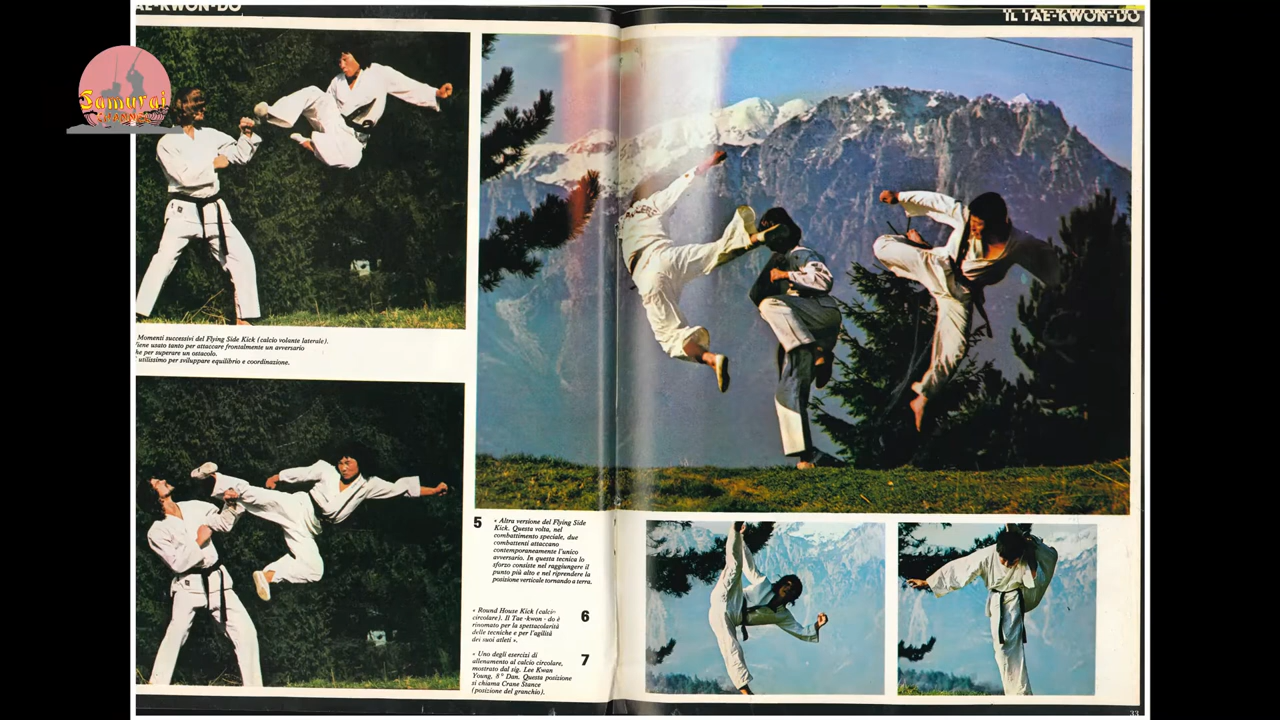 AE-KWON-DO
IL TAE-KWON-DO
Samurai
Momenti successivi del Flying Side Kick (calcio volante laterale).
iene usato tanto per attaccare frontalmente un avversario
he per superare un ostacolo.
utilissimo per sviluppare equilibrio e coordinazione.
5
« Altra versione del Flying Side
Kick. Questa volta, nel
combattimento speciale, due
combattenti attaccano
contemporaneamente l'unico
avversario. In questa tecnica lo
sforzo consiste nel raggiungere il
punto più alto e nel riprendere la
posizione verticale tornando a terra.
« Round House Kick (calci-
circolare). Il Tae-kwon-do è
rinomato per la spettacolarità
delle tecniche e per l'agilità
dei suoi atleti ».
6
« Uno degli esercizi di
allenamento al calcio circolare,
mostrato dal sig. Lee Kwan
Young, 8° Dan. Questa posizione
si chiama Crane Stance
(posizione del granchio).
7
33